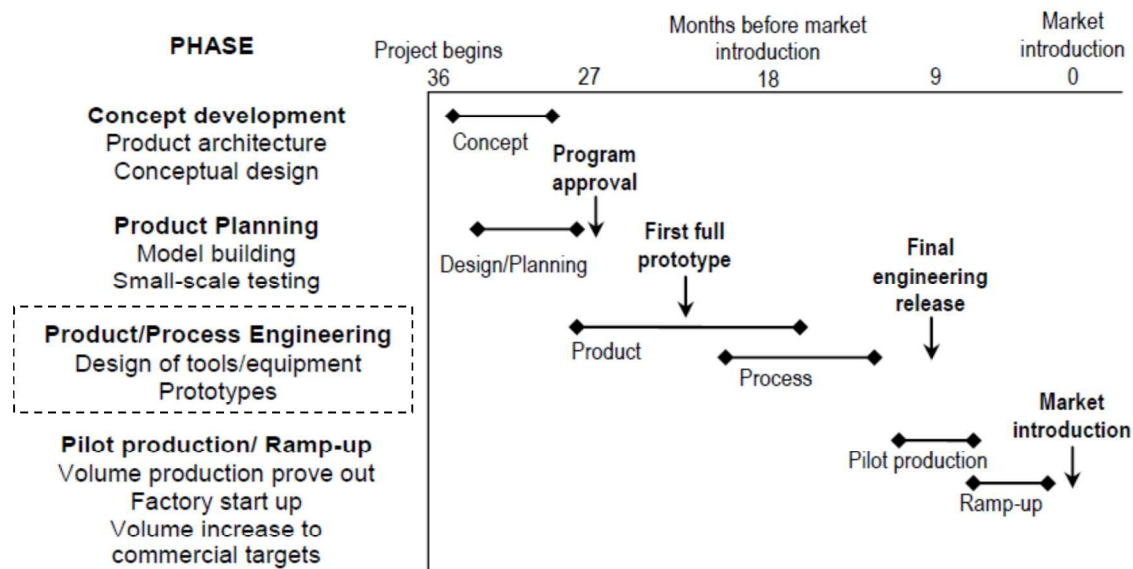 PHASE
Project begins
Months before market
introduction
Market
introduction
36
27
18
9
0
Concept development
Product architecture
Conceptual design
Concept
Program
approval
Product Planning
Model building
Small-scale testing
Design/Planning
First full
prototype
Final
engineering
release
Product/Process Engineering
Design of tools/equipment
Prototypes
Product
Process
Market
introduction
Pilot production/ Ramp-up
Volume production prove out
Factory start up
Volume increase to
commercial targets
Pilot production
Ramp-up